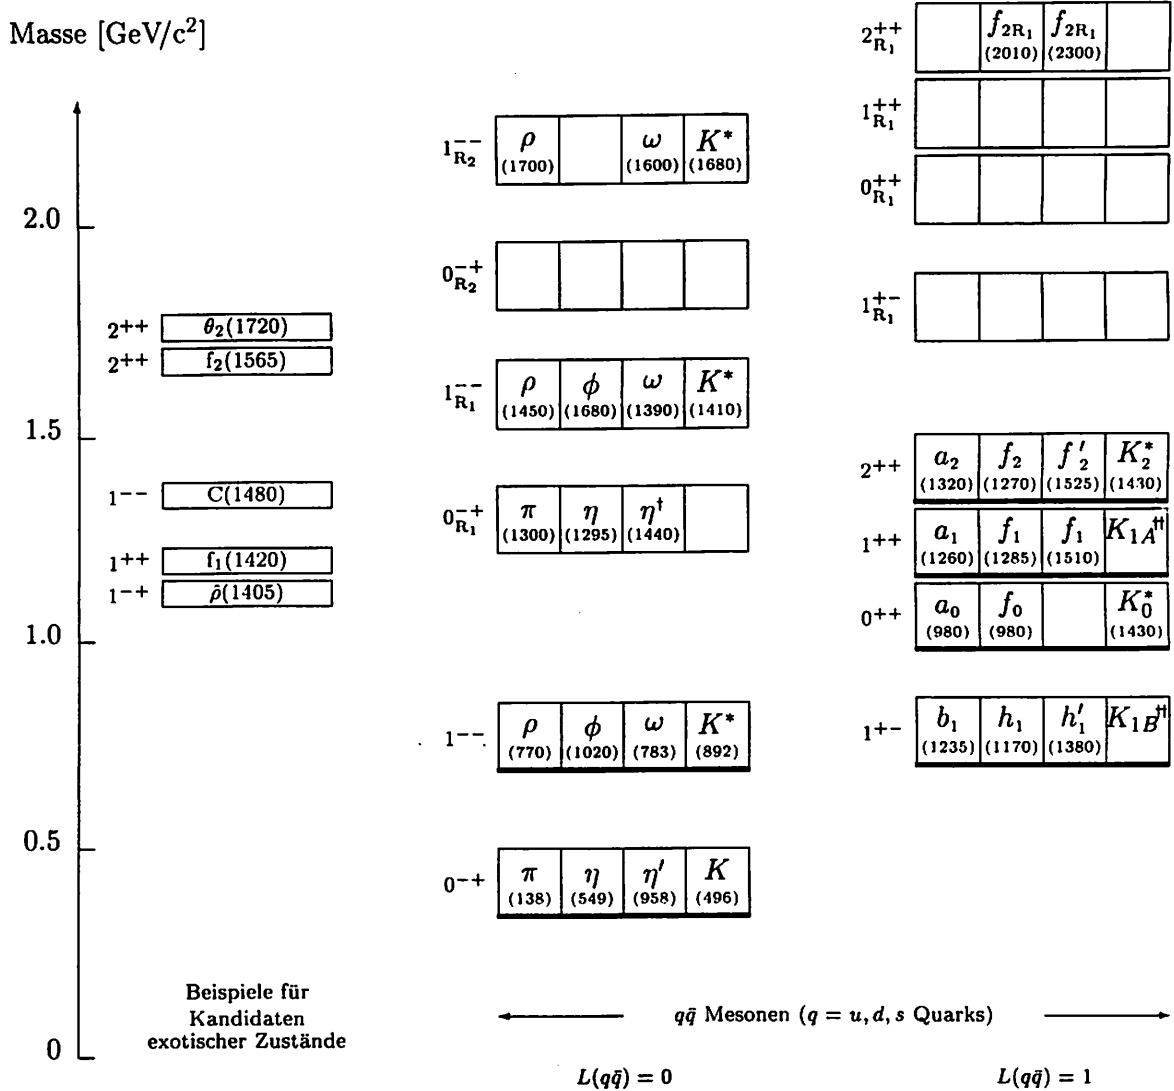 Masse [GeV/c²]
2.0
1.5
1.0
0.5
0
2⁺⁺ θ₂(1720)
2⁺⁺ f₂(1565)
1⁻⁻ C(1480)
1⁺⁺ f₁(1420)
1⁻⁺ ρ̂(1405)
Beispiele für
Kandidaten
exotischer Zustände
1⁻⁻ R₂ ρ ω K*
(1700) (1600) (1680)
0⁻⁺ R₂
1⁻⁻ R₁ ρ φ ω K*
(1450) (1680) (1390) (1410)
0⁻⁺ R₁ π η η†
(1300) (1295) (1440)
1⁻⁻ ρ φ ω K*
(770) (1020) (783) (892)
0⁻⁺ π η η′ K
(138) (549) (958) (496)
2⁺⁺ R₁ f₂R₁ f₂R₁
(2010) (2300)
1⁺⁺ R₁
0⁺⁺ R₁
1⁺⁻ R₁
2⁺⁺ a₂ f₂ f′₂ K*₂
(1320) (1270) (1525) (1430)
1⁺⁺ a₁ f₁ f₁ K₁A††
(1260) (1285) (1510)
0⁺⁺ a₀ f₀ K*₀
(980) (980) (1430)
1⁺⁻ b₁ h₁ h′₁ K₁B††
(1235) (1170) (1380)
qq̄ Mesonen (q = u, d, s Quarks)
L(qq̄) = 0
L(qq̄) = 1